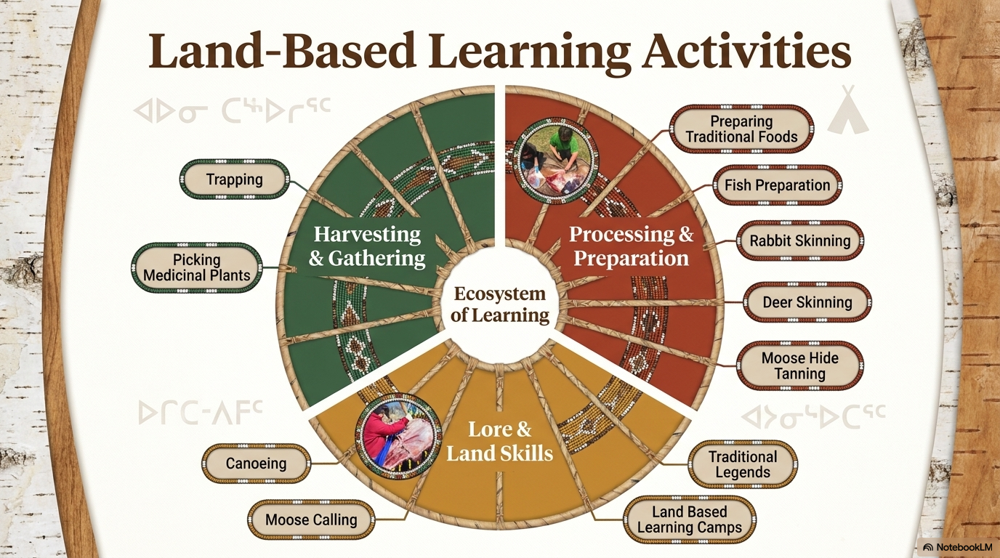 Land-Based Learning Activities
ᐊᐅᓂ ᑕᖅᐅᒋᕐᑦ
Trapping
Picking
Medicinal Plants
Harvesting
& Gathering
Processing &
Preparation
Preparing
Traditional Foods
Fish Preparation
Rabbit Skinning
Deer Skinning
Moose Hide
Tanning
Ecosystem
of Learning
Lore &
Land Skills
Canoeing
Moose Calling
Traditional
Legends
Land Based
Learning Camps
NotebookLM